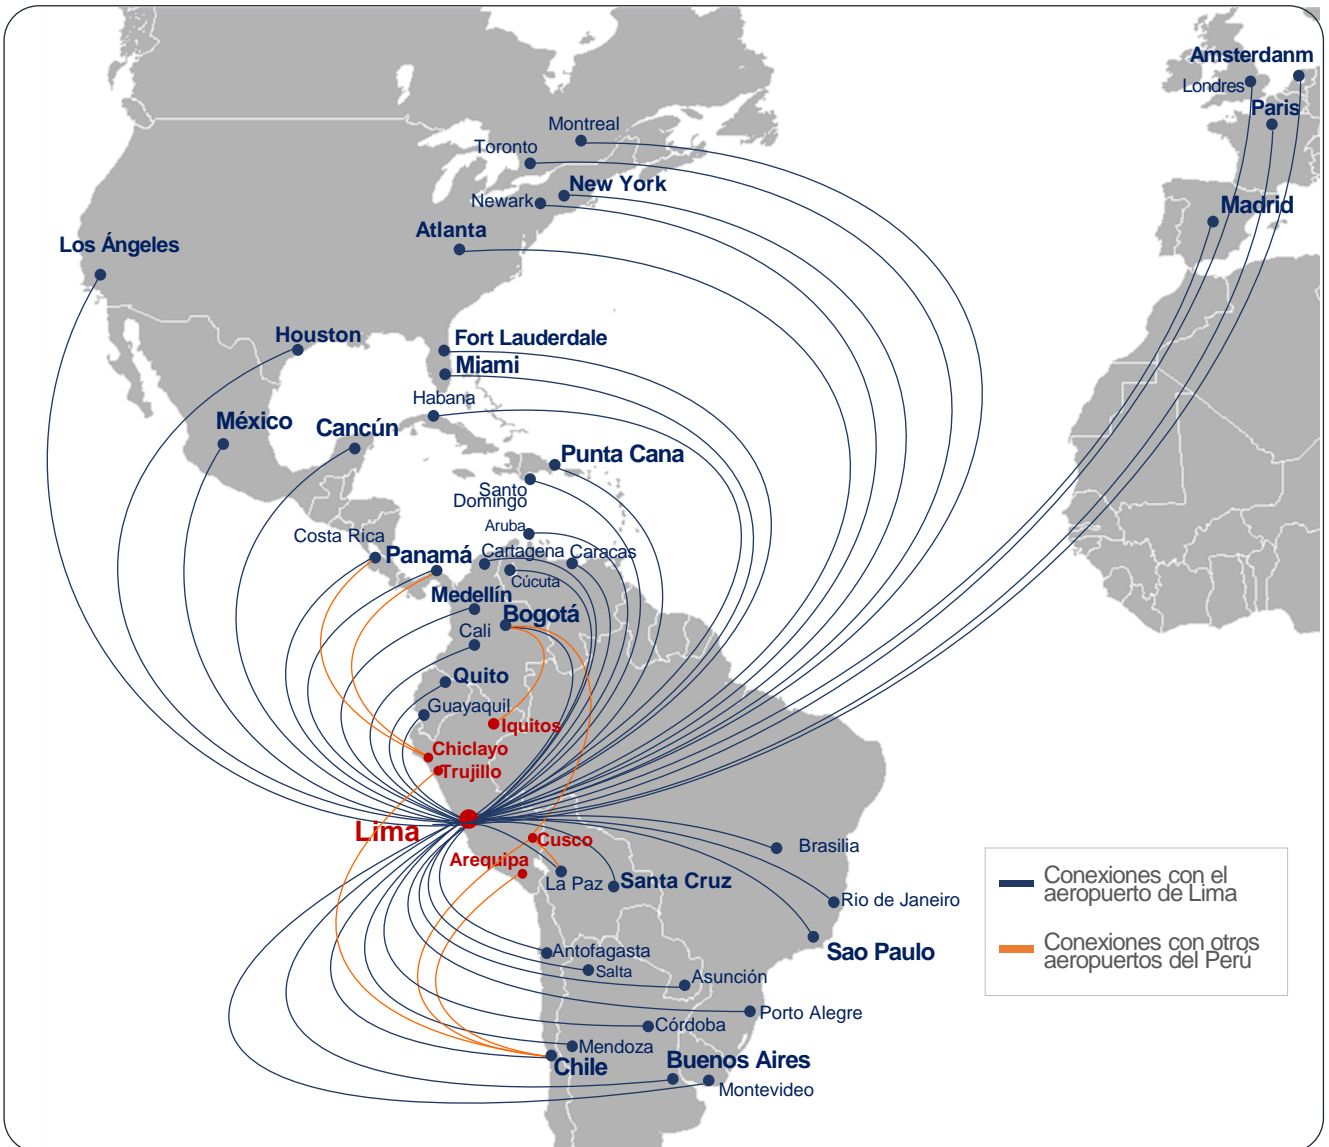 Amsterdanm
Londres
Paris
Montreal
Toronto
New York
Newark
Madrid
Atlanta
Los Ángeles
Houston
Fort Lauderdale
Miami
Habana
México
Cancún
Punta Cana
Santo
Domingo
Aruba
Costa Rica
Panamá
Cartagena
Caracas
Cúcuta
Medellín
Bogotá
Cali
Quito
Guayaquil
Iquitos
Chiclayo
Trujillo
Lima
Cusco
Arequipa
La Paz
Santa Cruz
Brasilia
Rio de Janeiro
Sao Paulo
Antofagasta
Salta
Asunción
Porto Alegre
Córdoba
Mendoza
Chile
Buenos Aires
Montevideo
Conexiones con el
aeropuerto de Lima
Conexiones con otros
aeropuertos del Perú